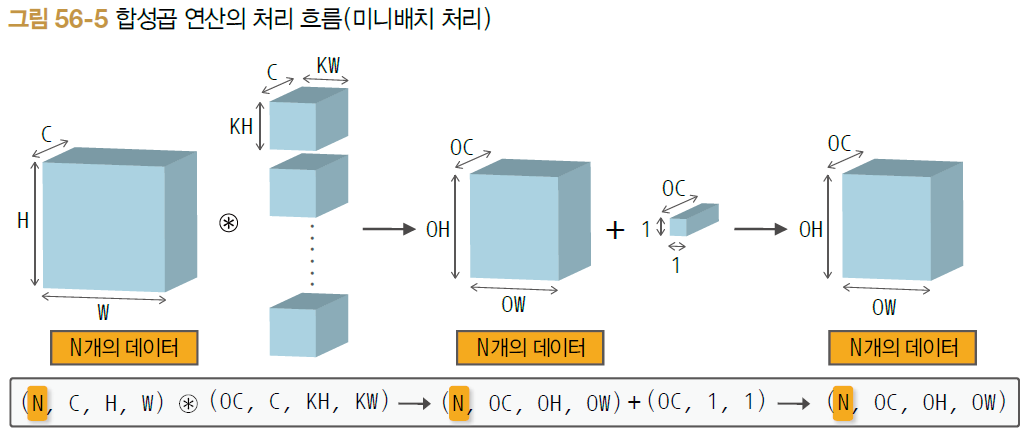 그림 56-5 합성곱 연산의 처리 흐름(미니배치 처리)
C
KW
KH
C
H
W
OC
OH
OW
+
OC
1
1
OC
OH
OW
N개의 데이터
N개의 데이터
N개의 데이터
(N, C, H, W) ⊛ (OC, C, KH, KW) → (N, OC, OH, OW) + (OC, 1, 1) → (N, OC, OH, OW)